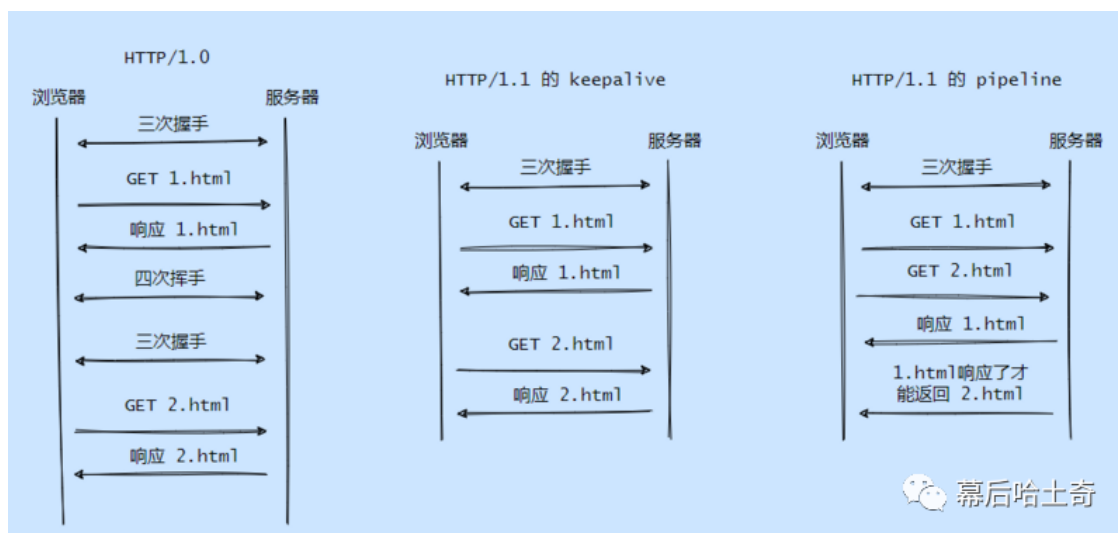 HTTP/1.0
浏览器
服务器
三次握手
GET 1.html
响应 1.html
四次挥手
三次握手
GET 2.html
响应 2.html
HTTP/1.1 的 keepalive
浏览器
服务器
三次握手
GET 1.html
响应 1.html
GET 2.html
响应 2.html
HTTP/1.1 的 pipeline
浏览器
服务器
三次握手
GET 1.html
GET 2.html
响应 1.html
1.html响应了才
能返回 2.html
幕后哈士奇